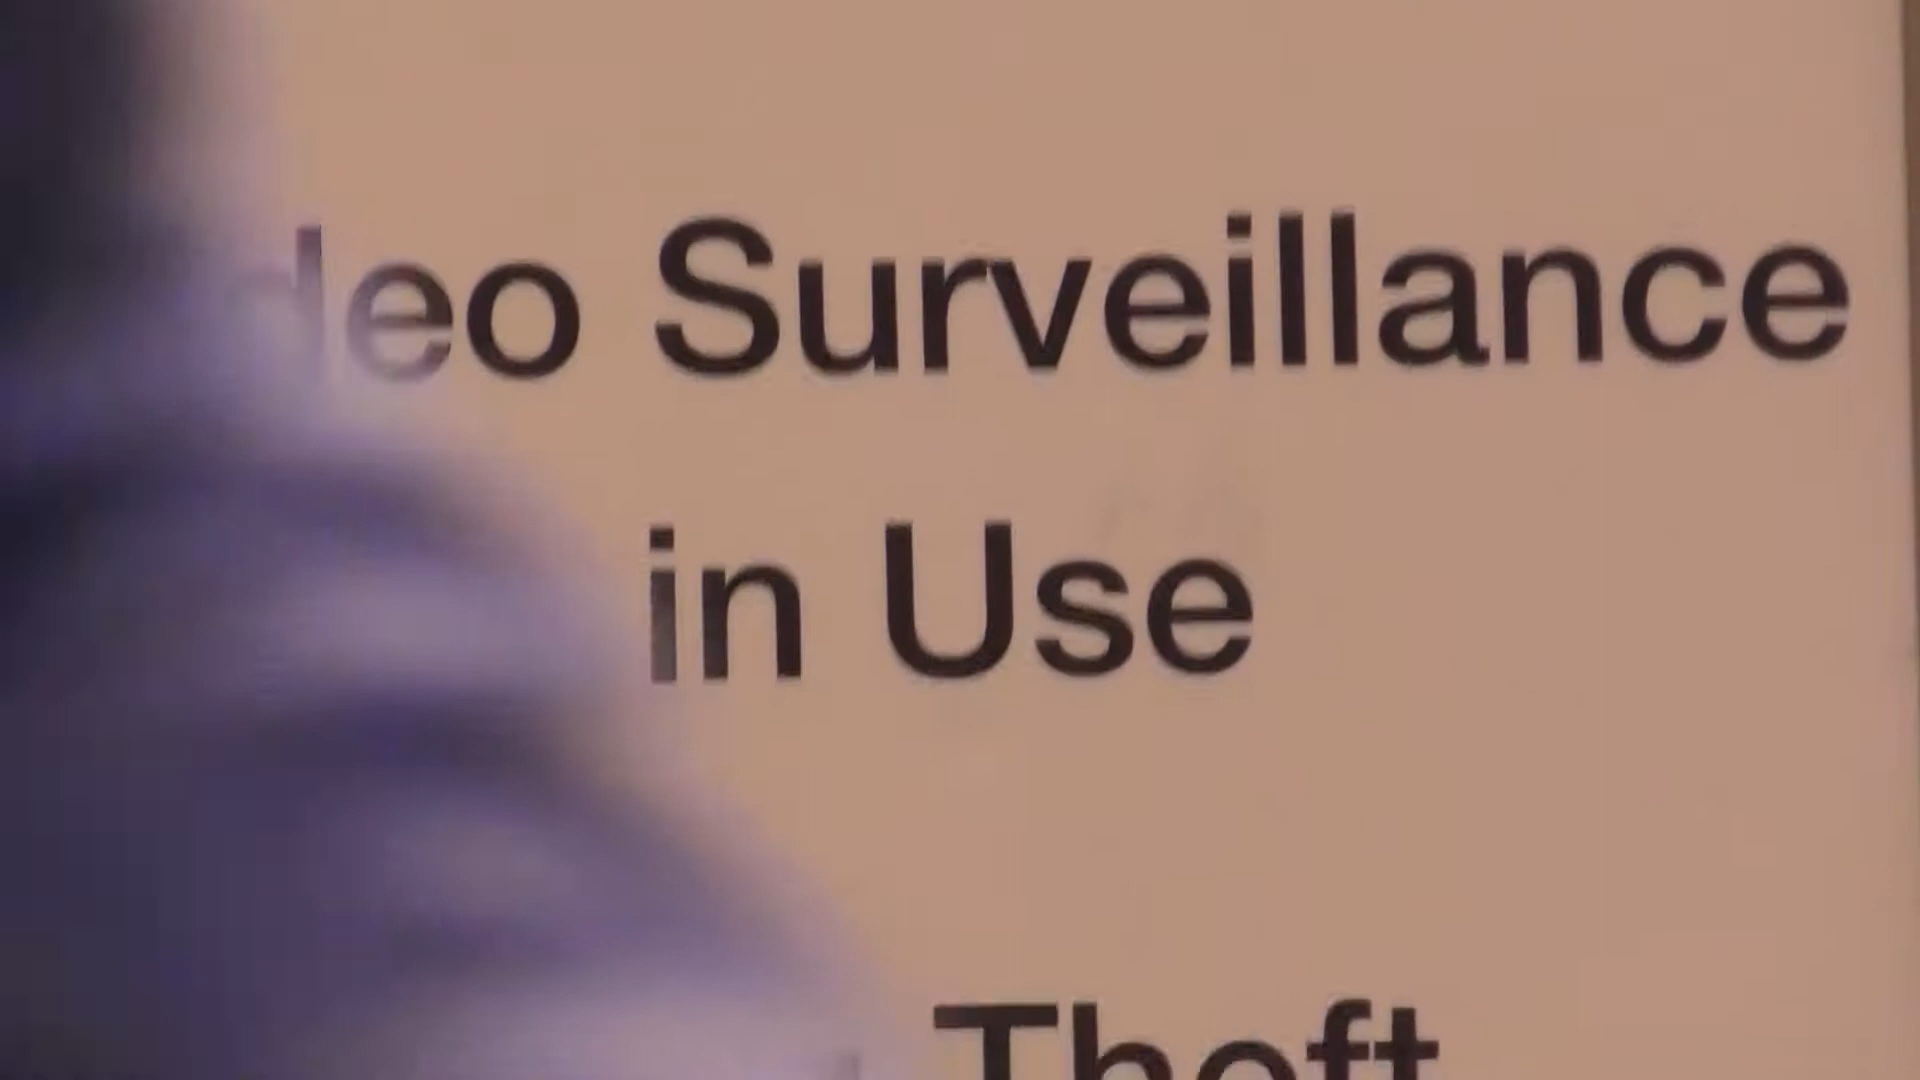 deo Surveillance
in Use
Theft